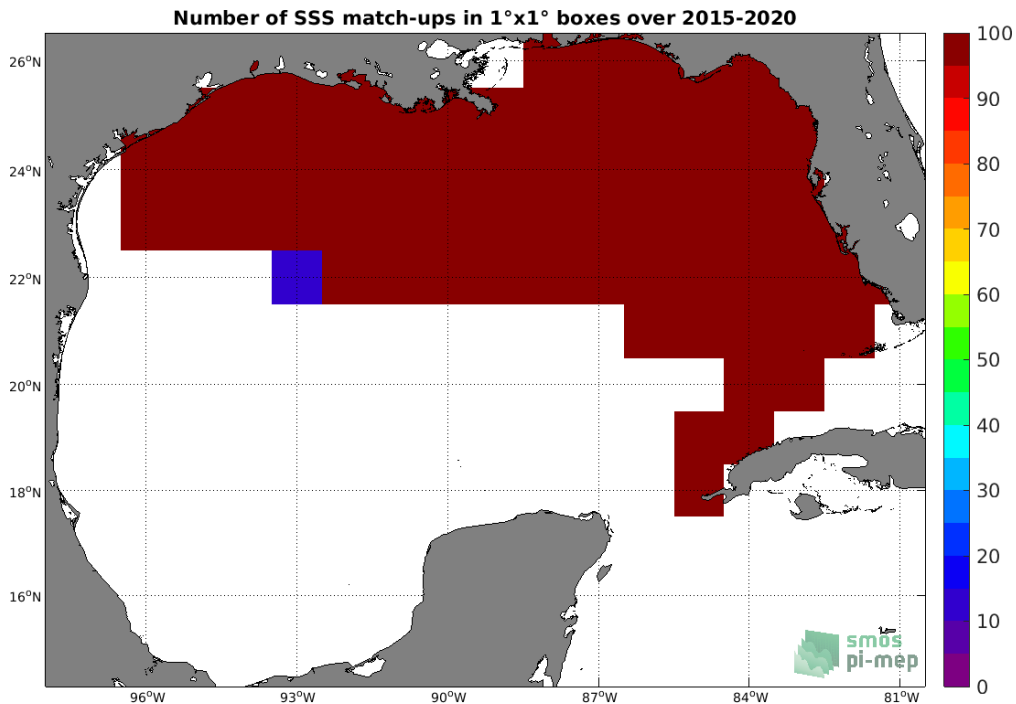 Number of SSS match-ups in 1°x1° boxes over 2015-2020
26°N
24°N
22°N
20°N
18°N
16°N
96°W
93°W
90°W
87°W
84°W
81°W
100
90
80
70
60
50
40
30
20
10
0
smos
pi-mep